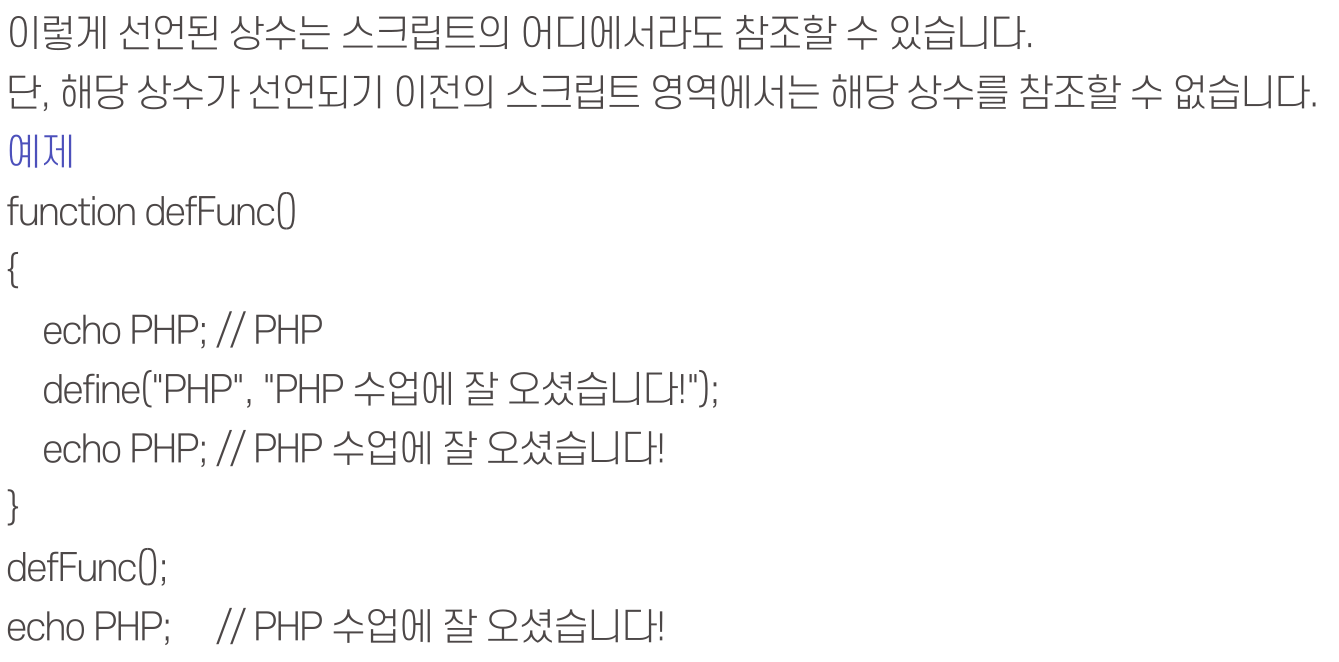 이렇게 선언된 상수는 스크립트의 어디에서라도 참조할 수 있습니다.
단, 해당 상수가 선언되기 이전의 스크립트 영역에서는 해당 상수를 참조할 수 없습니다.
예제
function defFunc()
{
    echo PHP; // PHP
    define("PHP", "PHP 수업에 잘 오셨습니다!");
    echo PHP; // PHP 수업에 잘 오셨습니다!
}
defFunc();
echo PHP;     // PHP 수업에 잘 오셨습니다!